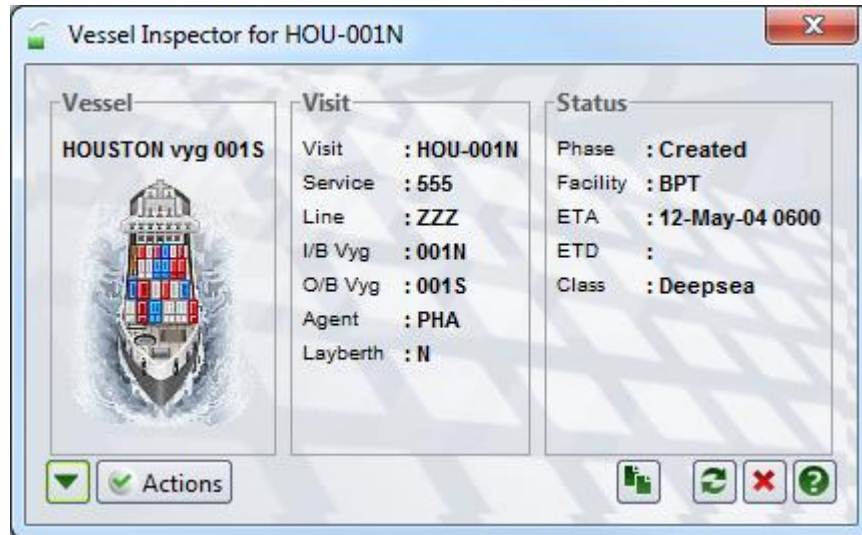 Vessel Inspector for HOU-001N
Vessel
HOUSTON vyg 001S
Visit
Visit : HOU-001N
Service : 555
Line : ZZZ
I/B Vyg : 001N
O/B Vyg : 001S
Agent : PHA
Layberth : N
Status
Phase : Created
Facility : BPT
ETA : 12-May-04 0600
ETD :
Class : Deepsea
Actions